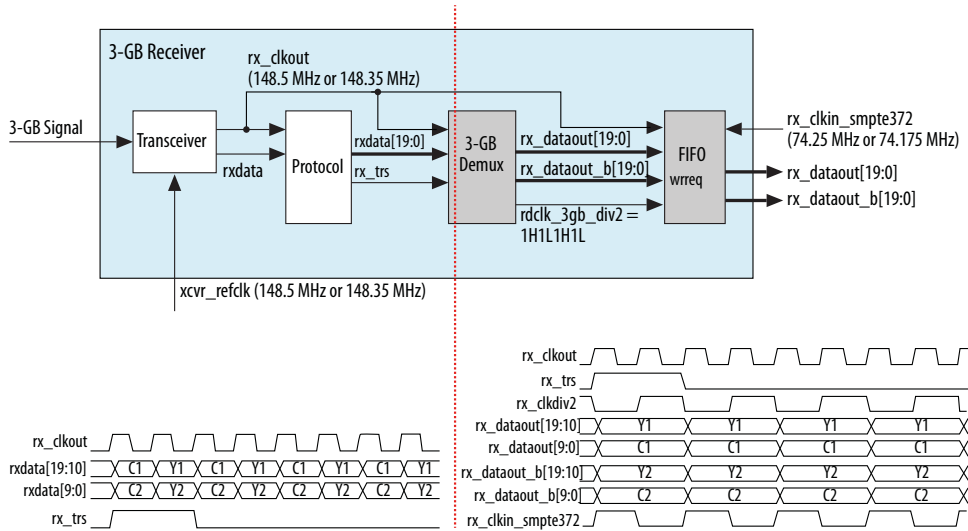 3-GB Receiver
rx_clkout
(148.5 MHz or 148.35 MHz)
3-GB Signal
Transceiver
rxdata
Protocol
rxdata[19:0]
rx_trs
3-GB
Demux
rx_dataout[19:0]
rx_dataout_b[19:0]
rdclk_3gb_div2 =
1H1L1H1L
FIFO
wrreq
rx_clkin_smpte372
(74.25 MHz or 74.175 MHz)
rx_dataout[19:0]
rx_dataout_b[19:0]
xcvr_refclk (148.5 MHz or 148.35 MHz)
rx_clkout
rxdata[19:10] C1 Y1 C1 Y1 C1 Y1 C1 Y1
rxdata[9:0] C2 Y2 C2 Y2 C2 Y2 C2 Y2
rx_trs
rx_clkout
rx_trs
rx_clkdiv2
rx_dataout[19:10] Y1 Y1 Y1 Y1
rx_dataout[9:0] C1 C1 C1 C1
rx_dataout_b[19:10] Y2 Y2 Y2 Y2
rx_dataout_b[9:0] C2 C2 C2 C2
rx_clkin_smpte372